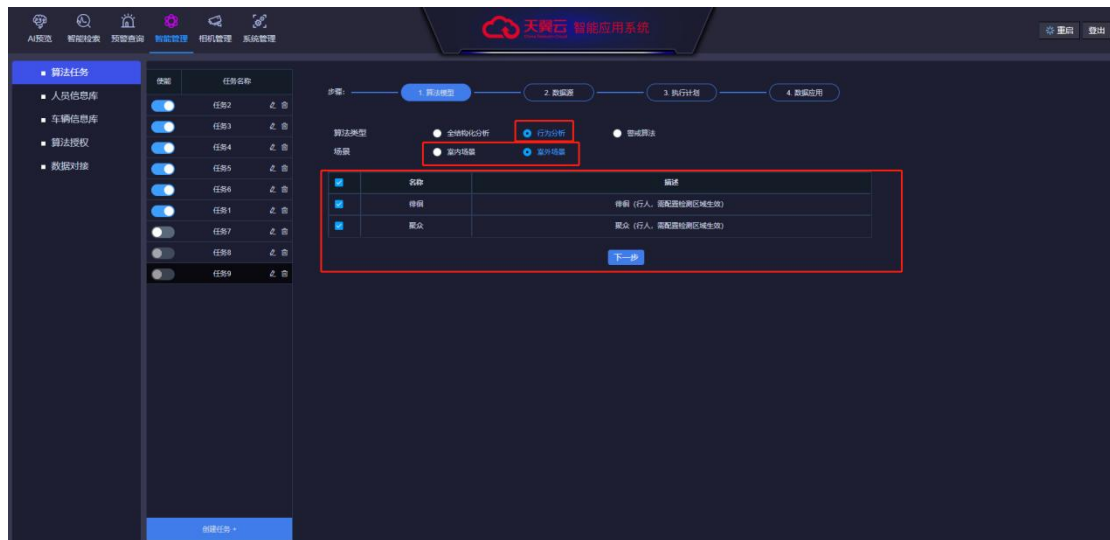 AI预览 智能检索 预警查询 智能管理 相机管理 系统管理
天翼云 智能应用系统
重启 登出
算法任务
人员信息库
车辆信息库
算法授权
数据对接
使能 任务名称
任务2
任务3
任务4
任务5
任务6
任务1
任务7
任务8
任务9
创建任务 +
步骤: 1. 算法模型 2. 数据源 3. 执行计划 4. 数据应用
算法类型 全结构化分析 行为分析 警戒算法
场景 室内场景 室外场景
名称 描述
徘徊 徘徊 (行人, 需配置检测区域生效)
聚众 聚众 (行人, 需配置检测区域生效)
下一步